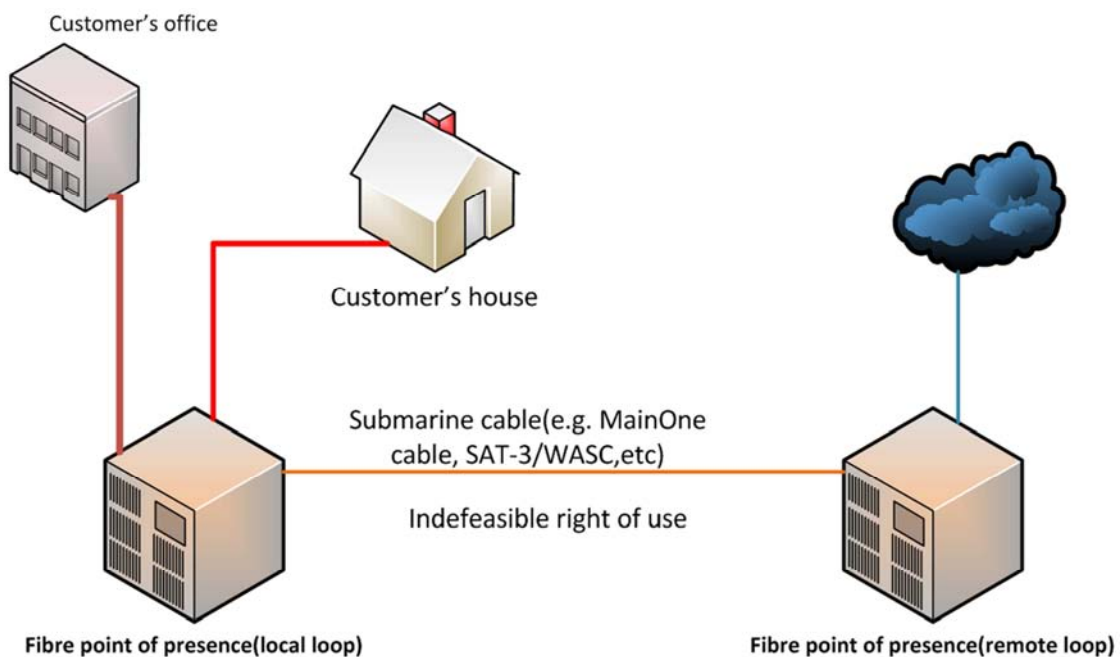 Customer’s office
Customer’s house
Submarine cable(e.g. MainOne
cable, SAT-3/WASC,etc)
Indefeasible right of use
Fibre point of presence(local loop)
Fibre point of presence(remote loop)